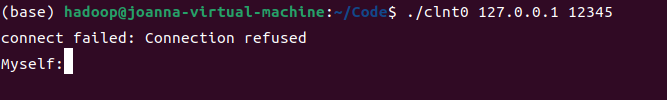 (base) hadoop@joanna-virtual-machine:~/Code$ ./clnt0 127.0.0.1 12345
connect failed: Connection refused
Myself: